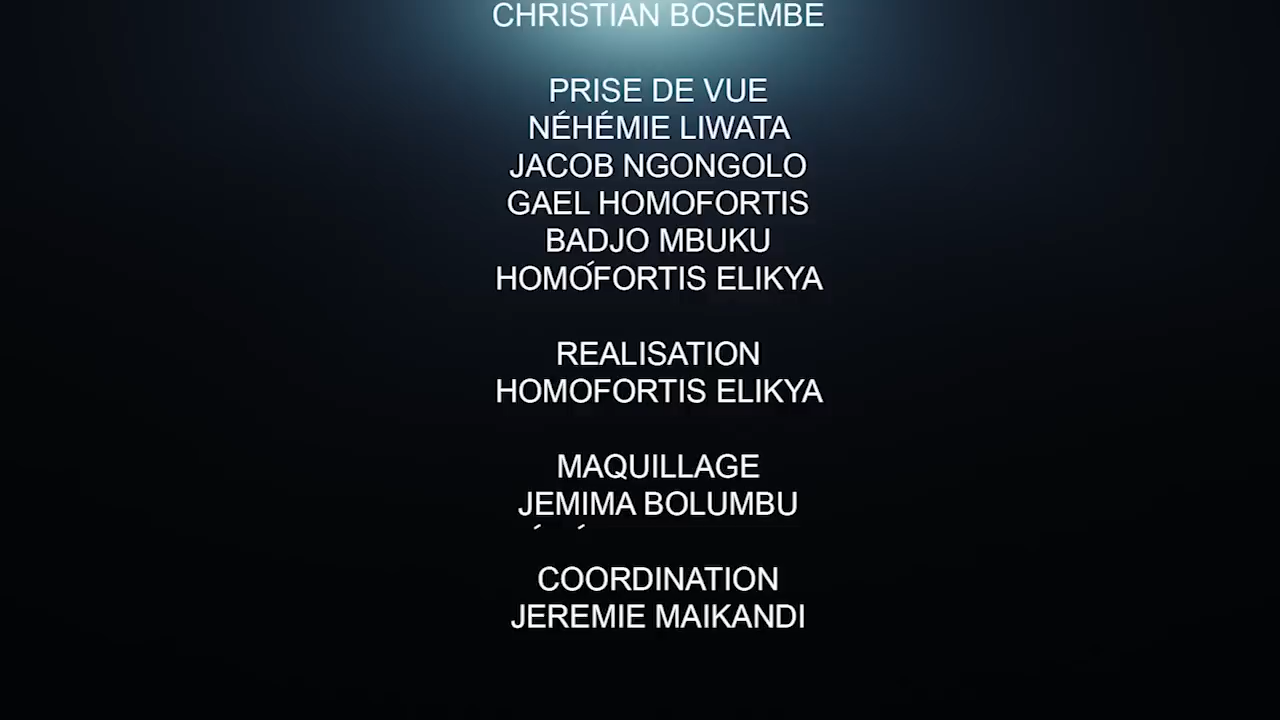 CHRISTIAN BOSEMBE
PRISE DE VUE
NÉHÉMIE LIWATA
JACOB NGONGOLO
GAEL HOMOFORTIS
BADJO MBUKU
HOMOFORTIS ELIKYA
REALISATION
HOMOFORTIS ELIKYA
MAQUILLAGE
JEMIMA BOLUMBU
COORDINATION
JEREMIE MAIKANDI